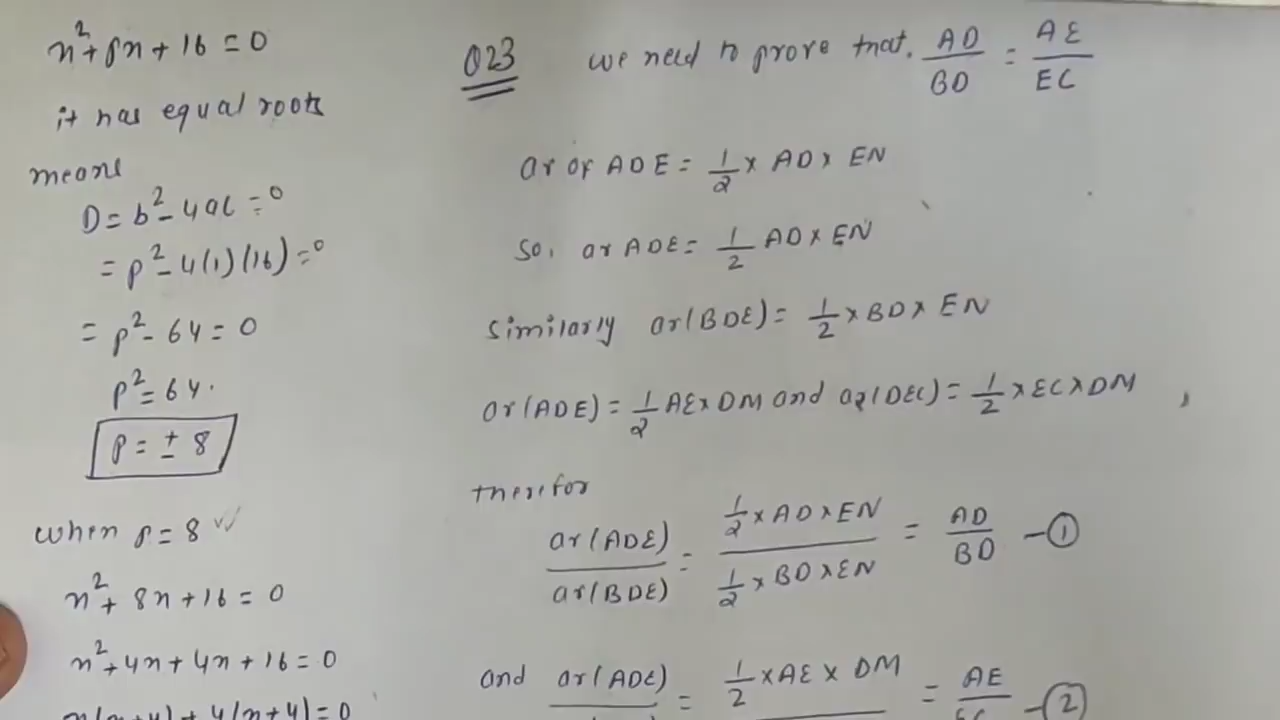 x² + px + 16 = 0
it has equal roots
means
D = b² - 4ac = 0
= p² - 4(1)(16) = 0
= p² - 64 = 0
p² = 64.
p = ± 8
when p = 8 ✓✓
x² + 8x + 16 = 0
x² + 4x + 4x + 16 = 0
x(x+4) + 4(x+4) = 0
Q23 we need to prove that. AD/BD = AE/EC
ar of ADE = 1/2 × AD × EN
So, ar ADE = 1/2 AD × EN
Similarly ar(BDE) = 1/2 × BD × EN
ar(ADE) = 1/2 AE × DM and ar(DEC) = 1/2 × EC × DM ,
therefor
ar(ADE)/ar(BDE) = 1/2 × AD × EN / 1/2 × BD × EN = AD/BD - ①
and ar(ADE) = 1/2 × AE × DM = AE/EC - ②